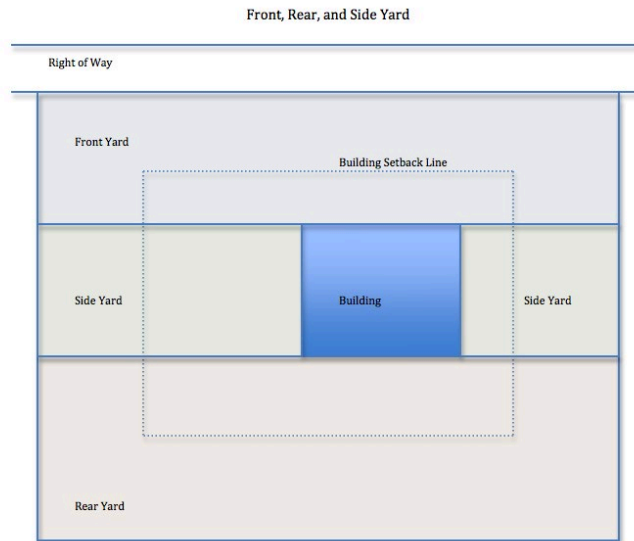 Front, Rear, and Side Yard
Right of Way
Front Yard
Building Setback Line
Side Yard
Building
Side Yard
Rear Yard